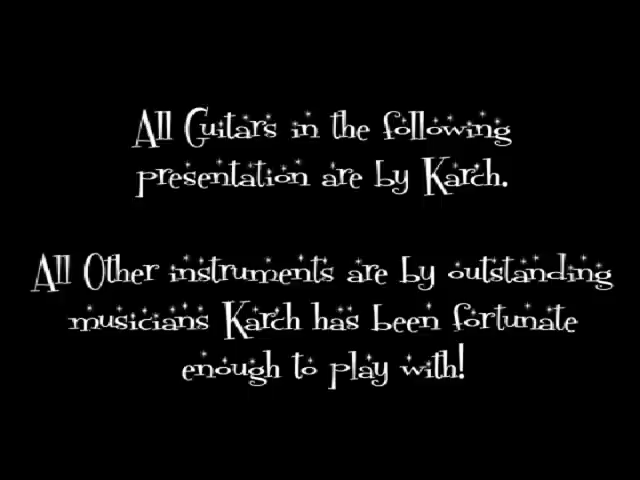 All Guitars in the following
presentation are by Karch.
All Other instruments are by outstanding
musicians Karch has been fortunate
enough to play with!